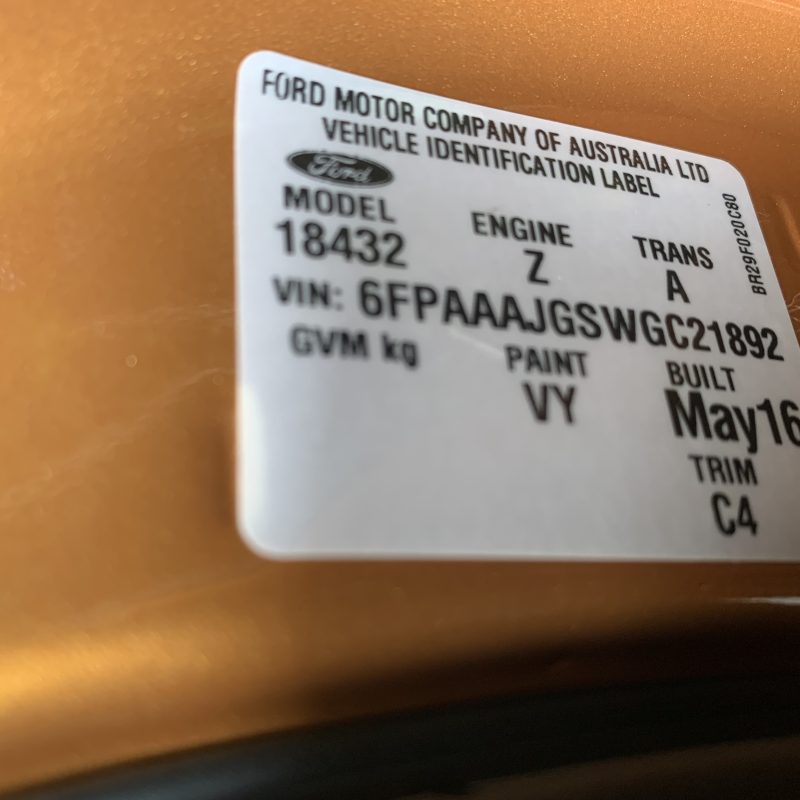 FORD MOTOR COMPANY OF AUSTRALIA LTD
VEHICLE IDENTIFICATION LABEL
Ford
MODEL ENGINE TRANS
18432 Z A
VIN: 6FPAAAJGSWGC21892
GVM kg PAINT BUILT
VY May16
TRIM
C4
BR29F020C80